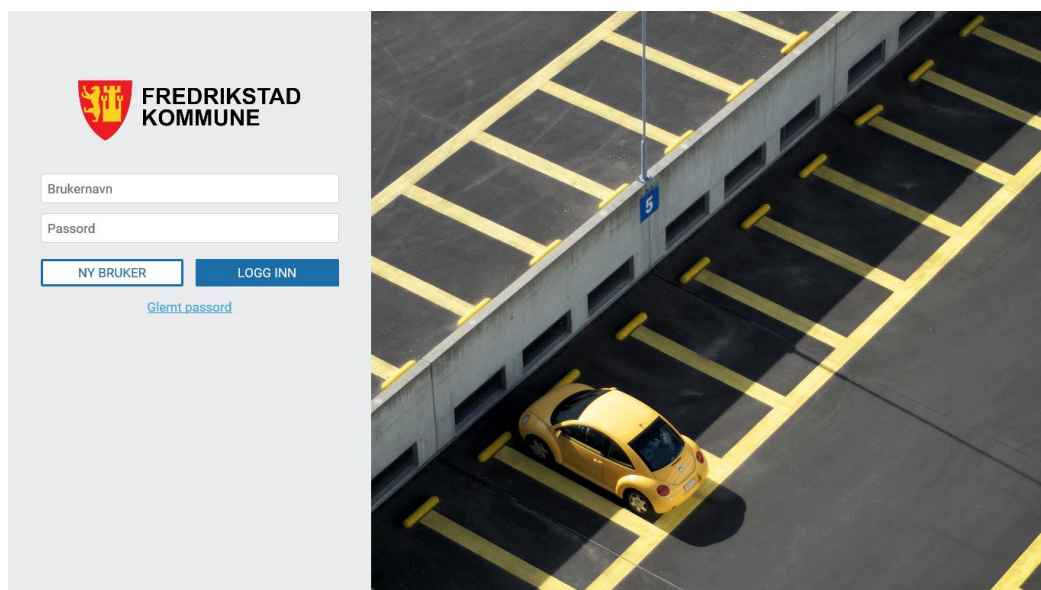 FREDRIKSTAD
KOMMUNE
Brukernavn
Passord
NY BRUKER
LOGG INN
Glemt passord
5